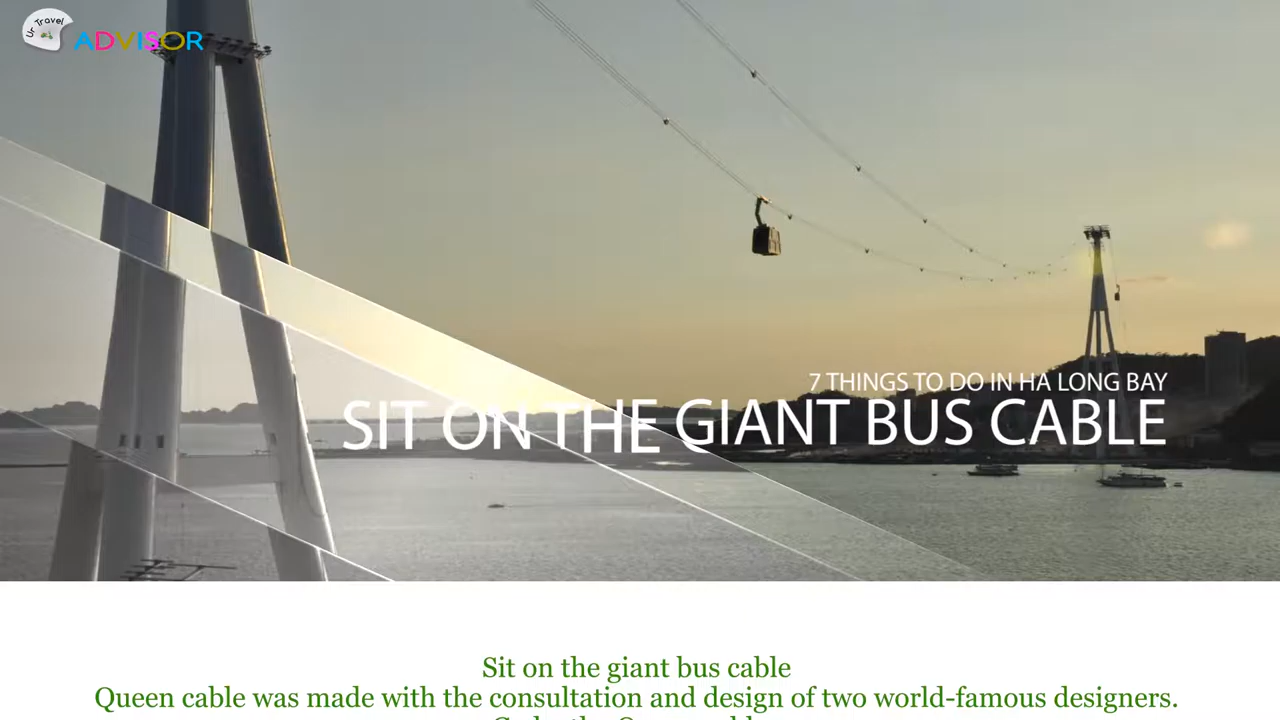 Ur Travel
ADVISOR
7 THINGS TO DO IN HA LONG BAY
SIT ON THE GIANT BUS CABLE
Sit on the giant bus cable
Queen cable was made with the consultation and design of two world-famous designers.